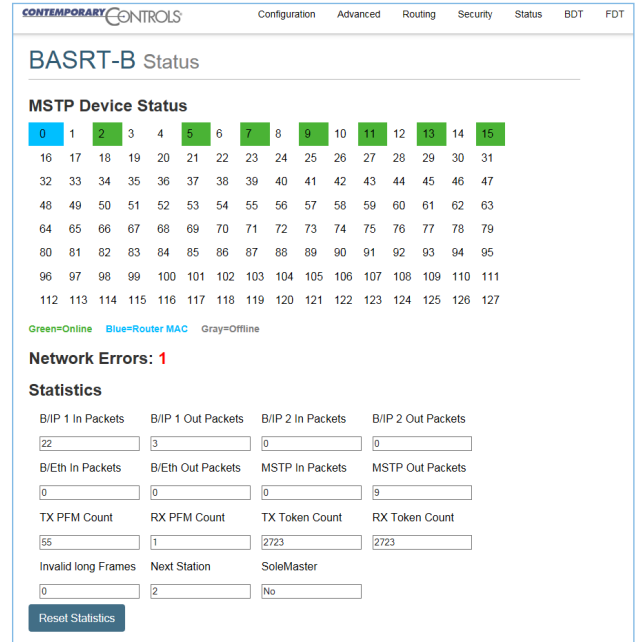 CONTEMPORARY CONTROLS Configuration Advanced Routing Security Status BDT FDT
BASRT-B Status
MSTP Device Status
0 1 2 3 4 5 6 7 8 9 10 11 12 13 14 15
16 17 18 19 20 21 22 23 24 25 26 27 28 29 30 31
32 33 34 35 36 37 38 39 40 41 42 43 44 45 46 47
48 49 50 51 52 53 54 55 56 57 58 59 60 61 62 63
64 65 66 67 68 69 70 71 72 73 74 75 76 77 78 79
80 81 82 83 84 85 86 87 88 89 90 91 92 93 94 95
96 97 98 99 100 101 102 103 104 105 106 107 108 109 110 111
112 113 114 115 116 117 118 119 120 121 122 123 124 125 126 127
Green=Online Blue=Router MAC Gray=Offline
Network Errors: 1
Statistics
B/IP 1 In Packets B/IP 1 Out Packets B/IP 2 In Packets B/IP 2 Out Packets
22 3 0 0
B/Eth In Packets B/Eth Out Packets MSTP In Packets MSTP Out Packets
0 0 0 9
TX PFM Count RX PFM Count TX Token Count RX Token Count
55 1 2723 2723
Invalid long Frames Next Station SoleMaster
0 2 No
Reset Statistics